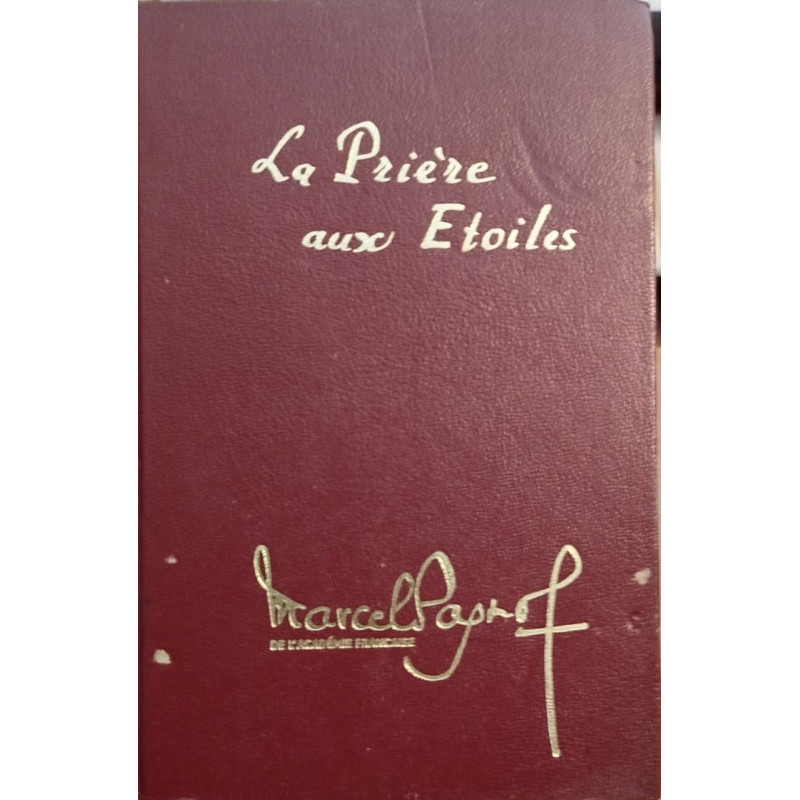 La Prière
aux Etoiles
Marcel Pagnol
DE L'ACADÉMIE FRANÇAISE